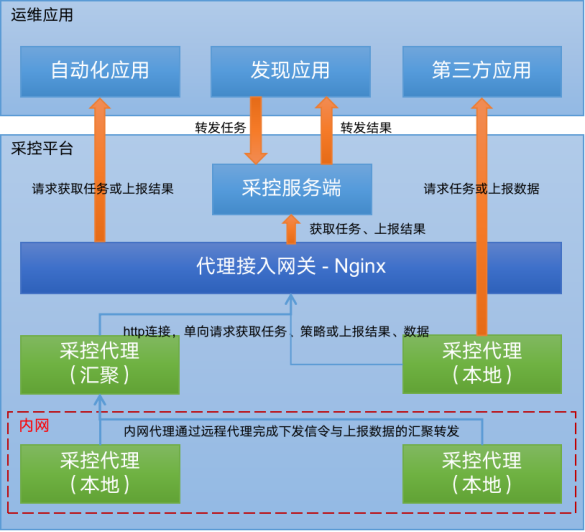 运维应用
自动化应用
发现应用
第三方应用
转发任务
转发结果
采控平台
请求获取任务或上报结果
采控服务端
请求任务或上报数据
获取任务、上报结果
代理接入网关 - Nginx
http连接，单向请求获取任务、策略或上报结果、数据
采控代理
（汇聚）
采控代理
（本地）
内网
内网代理通过远程代理完成下发信令与上报数据的汇聚转发
采控代理
（本地）
采控代理
（本地）